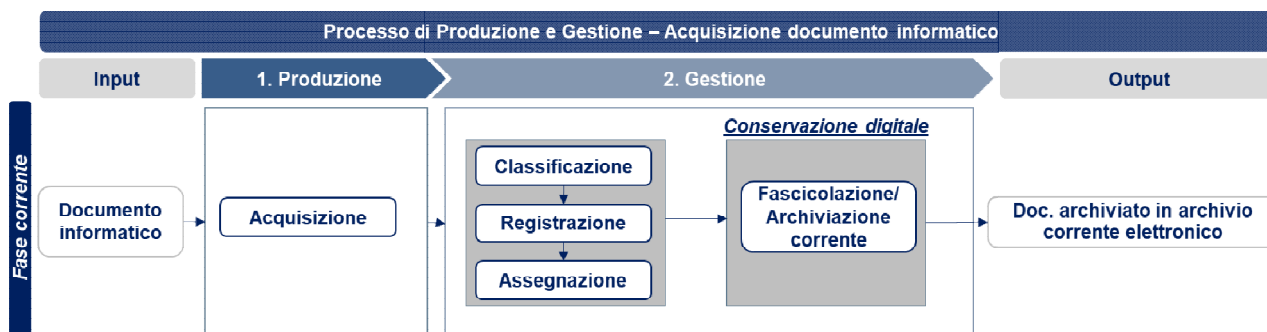 Processo di Produzione e Gestione – Acquisizione documento informatico
Input
1. Produzione
2. Gestione
Output
Fase corrente
Documento
informatico
Acquisizione
Classificazione
Registrazione
Assegnazione
Conservazione digitale
Fascicolazione/
Archiviazione
corrente
Doc. archiviato in archivio
corrente elettronico